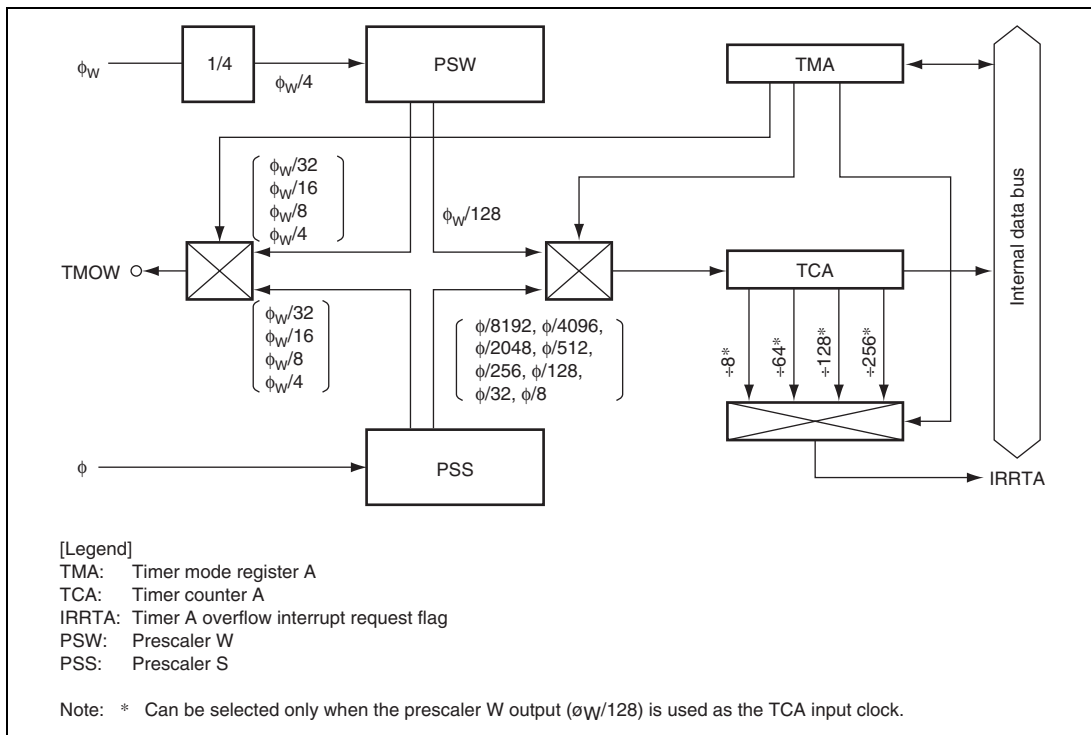 ϕW
1/4
ϕW/4
PSW
TMA
ϕW/32
ϕW/16
ϕW/8
ϕW/4
ϕW/128
TMOW
TCA
Internal data bus
ϕW/32
ϕW/16
ϕW/8
ϕW/4
ϕ/8192, ϕ/4096,
ϕ/2048, ϕ/512,
ϕ/256, ϕ/128,
ϕ/32, ϕ/8
÷8*
÷64*
÷128*
÷256*
ϕ
PSS
IRRTA
[Legend]
TMA: Timer mode register A
TCA: Timer counter A
IRRTA: Timer A overflow interrupt request flag
PSW: Prescaler W
PSS: Prescaler S
Note: * Can be selected only when the prescaler W output (øW/128) is used as the TCA input clock.